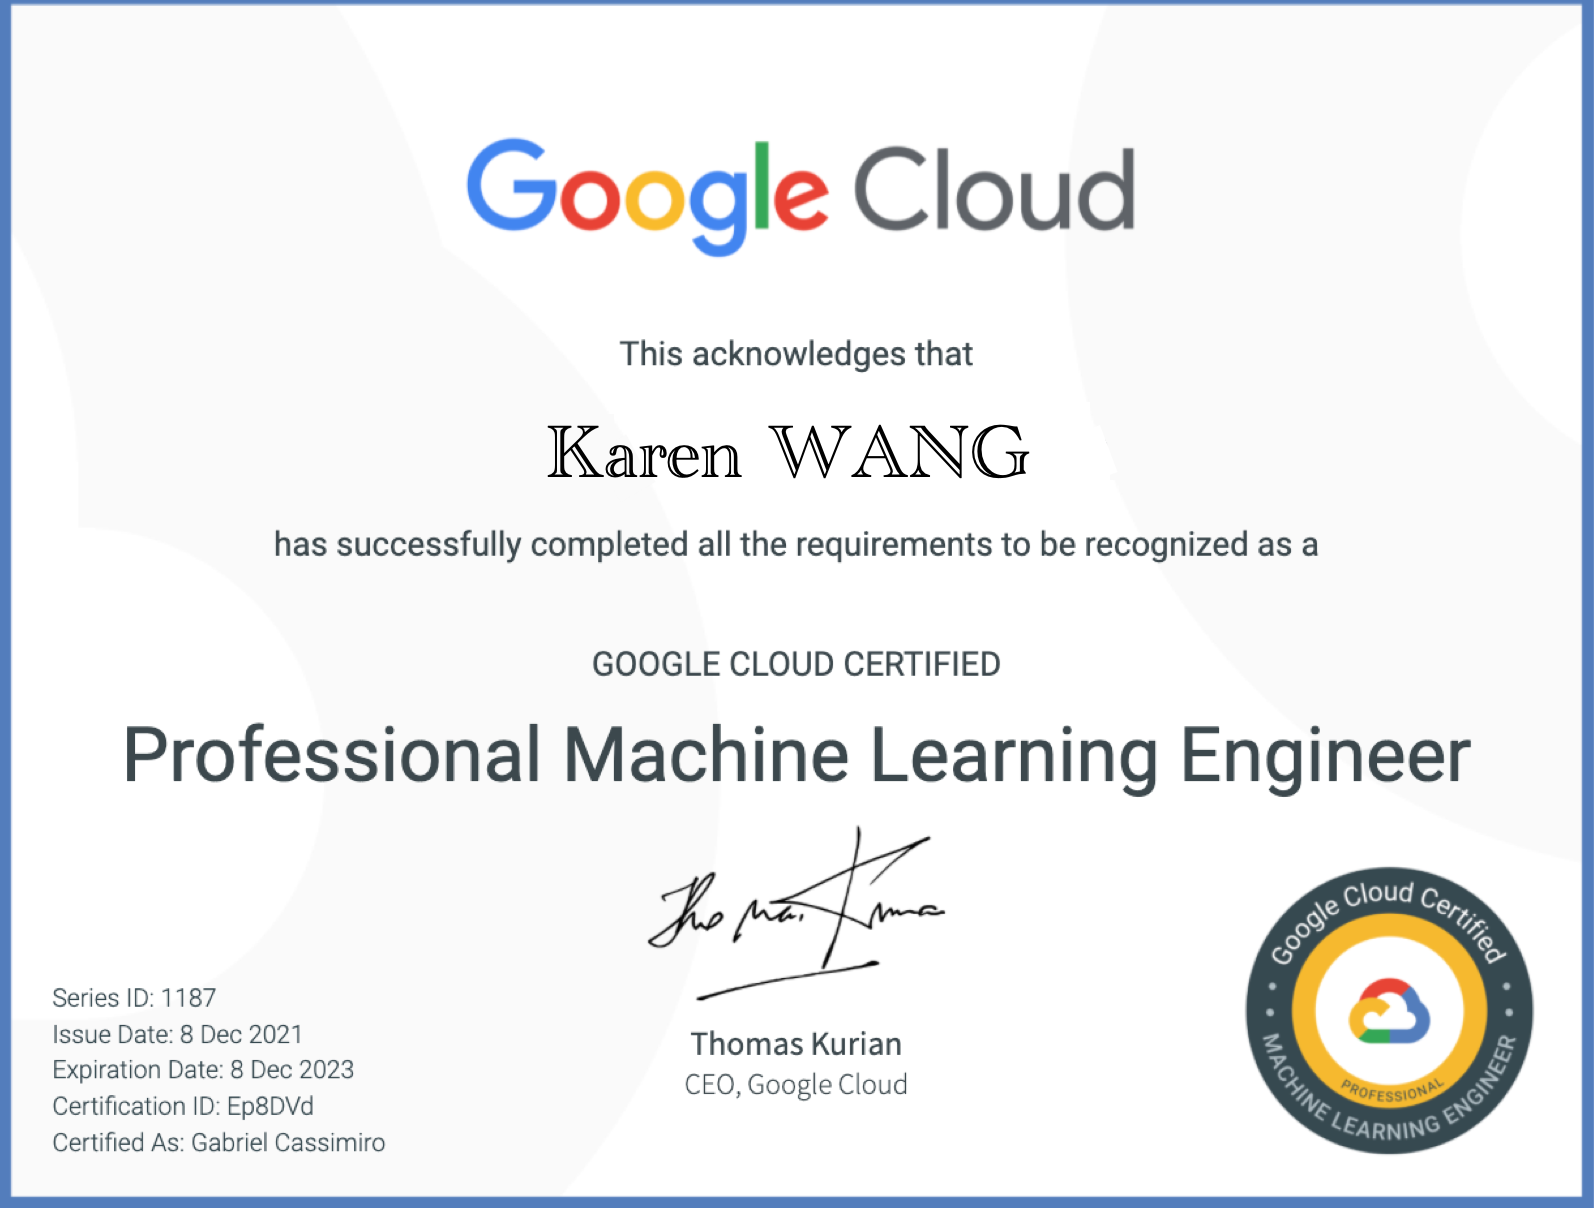 Google Cloud
This acknowledges that
Karen WANG
has successfully completed all the requirements to be recognized as a
GOOGLE CLOUD CERTIFIED
Professional Machine Learning Engineer
Thomas Kurian
Thomas Kurian
CEO, Google Cloud
Series ID: 1187
Issue Date: 8 Dec 2021
Expiration Date: 8 Dec 2023
Certification ID: Ep8DVd
Certified As: Gabriel Cassimiro
Google Cloud Certified
PROFESSIONAL
MACHINE LEARNING ENGINEER